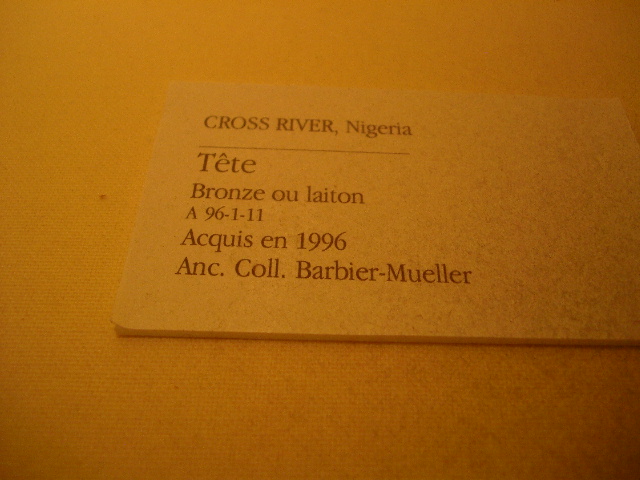 CROSS RIVER, Nigeria
Tête
Bronze ou laiton
A 96-1-11
Acquis en 1996
Anc. Coll. Barbier-Mueller